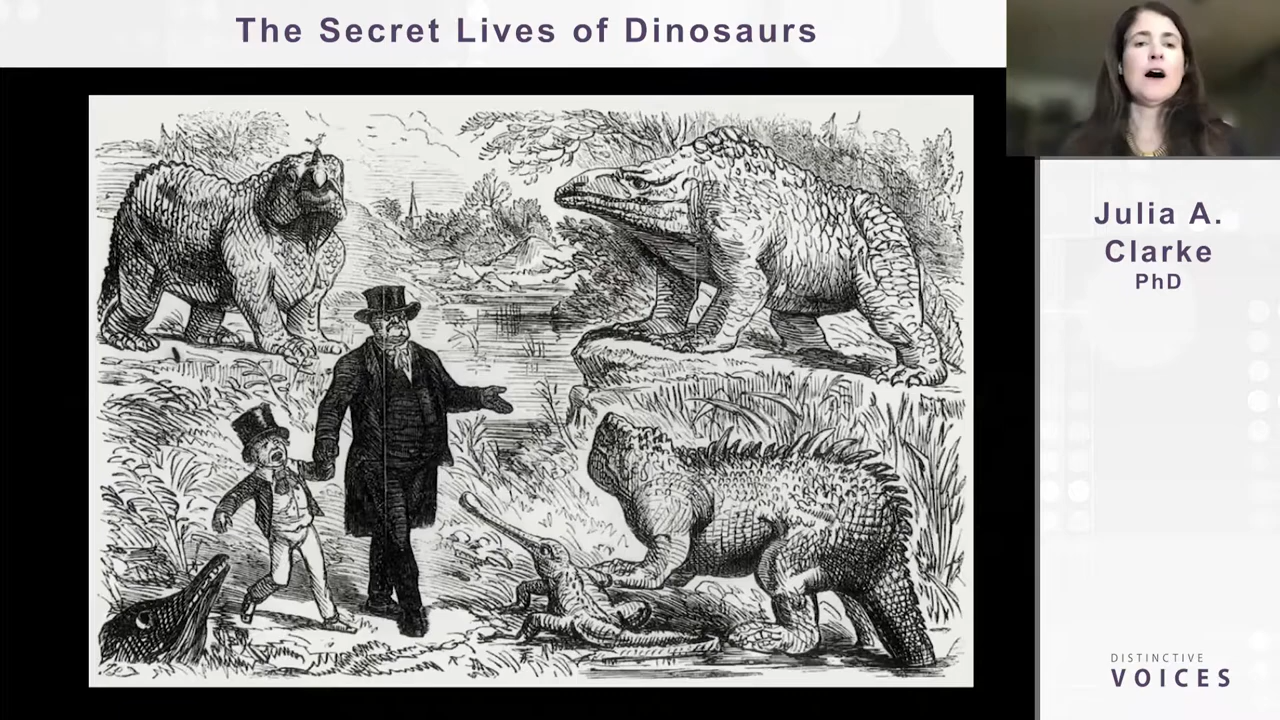 The Secret Lives of Dinosaurs
Julia A.
Clarke
PhD
DISTINCTIVE
VOICES